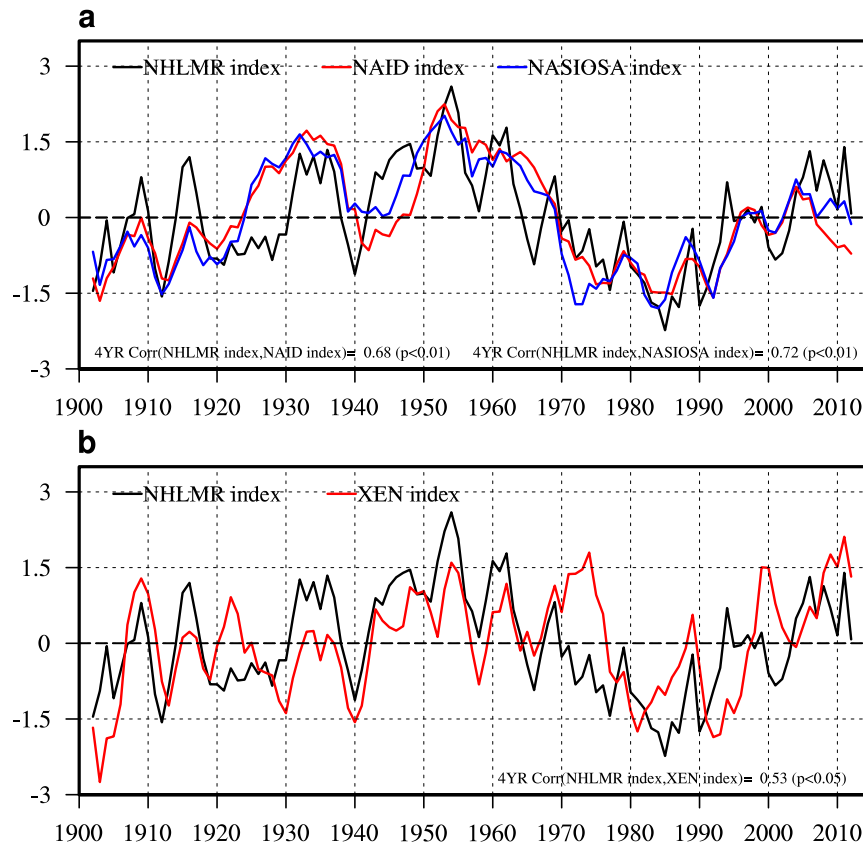 a
NHLMR index NAID index NASIOSA index
3
1.5
0
-1.5
-3
4YR Corr(NHLMR index,NAID index)= 0.68 (p<0.01) 4YR Corr(NHLMR index,NASIOSA index)= 0.72 (p<0.01)
1900 1910 1920 1930 1940 1950 1960 1970 1980 1990 2000 2010
b
NHLMR index XEN index
3
1.5
0
-1.5
-3
4YR Corr(NHLMR index,XEN index)= 0.53 (p<0.05)
1900 1910 1920 1930 1940 1950 1960 1970 1980 1990 2000 2010